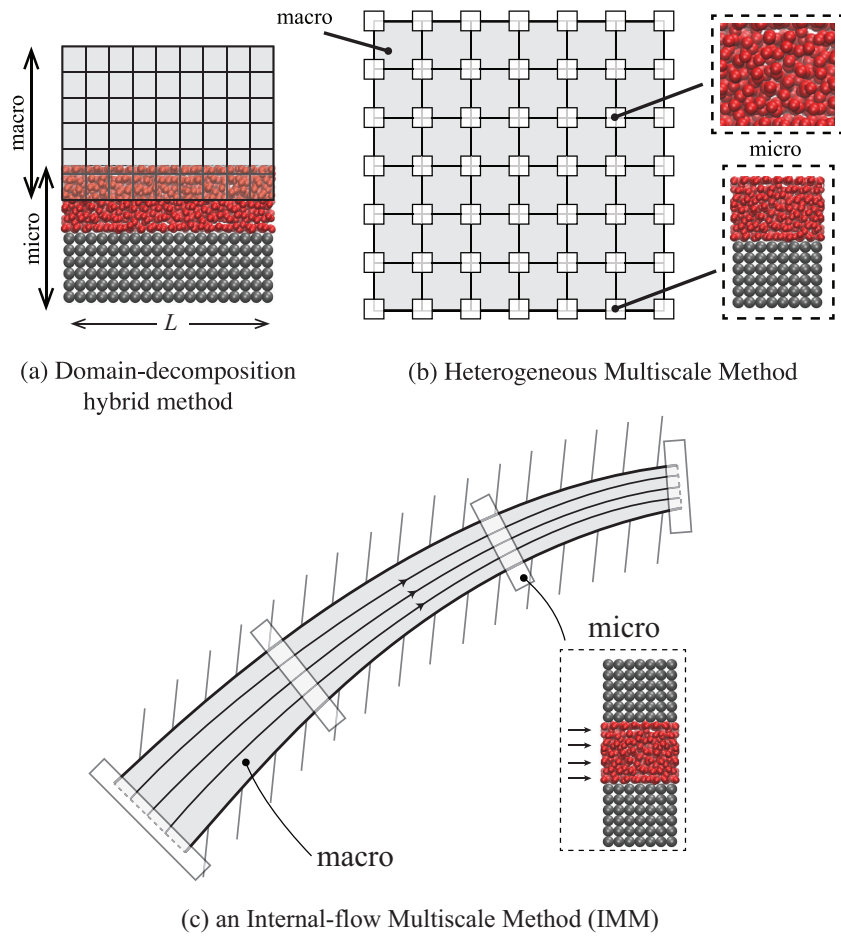 macro
micro
L
(a) Domain-decomposition
hybrid method
macro
micro
(b) Heterogeneous Multiscale Method
micro
macro
(c) an Internal-flow Multiscale Method (IMM)